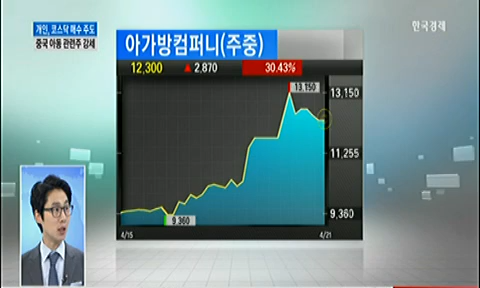 개인, 코스닥 매수 주도
중국 아동 관련주 강세
한국경제
아가방컴퍼니(주중)
12,300 ▲ 2,870 30.43%
13,150
13,150
11,255
9,360
9,360
4/15 4/21